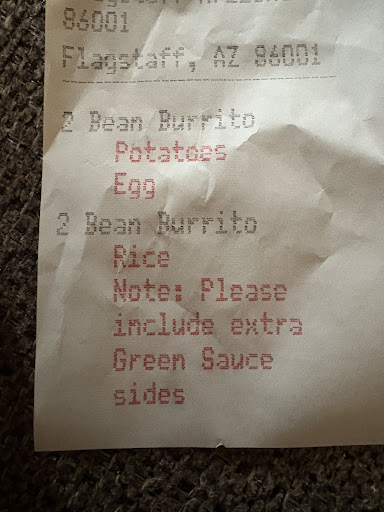 86001
Flagstaff, AZ 86001
2 Bean Burrito
Potatoes
Egg
2 Bean Burrito
Rice
Note: Please
include extra
Green Sauce
sides